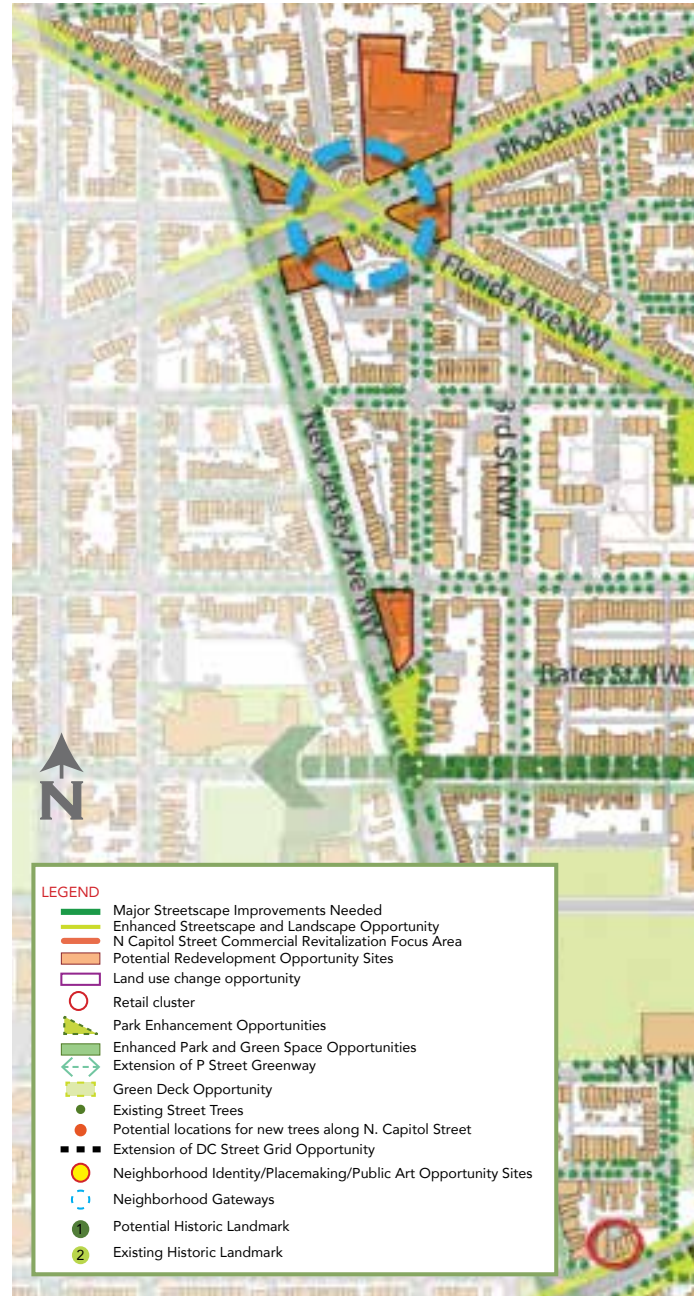 Rhode Island Ave
Florida Ave NW
3rd St NW
New Jersey Ave NW
Bates St NW
N
LEGEND
Major Streetscape Improvements Needed
Enhanced Streetscape and Landscape Opportunity
N Capitol Street Commercial Revitalization Focus Area
Potential Redevelopment Opportunity Sites
Land use change opportunity
Retail cluster
Park Enhancement Opportunities
Enhanced Park and Green Space Opportunities
Extension of P Street Greenway
Green Deck Opportunity
Existing Street Trees
Potential locations for new trees along N. Capitol Street
Extension of DC Street Grid Opportunity
Neighborhood Identity/Placemaking/Public Art Opportunity Sites
Neighborhood Gateways
1 Potential Historic Landmark
2 Existing Historic Landmark
N St NW